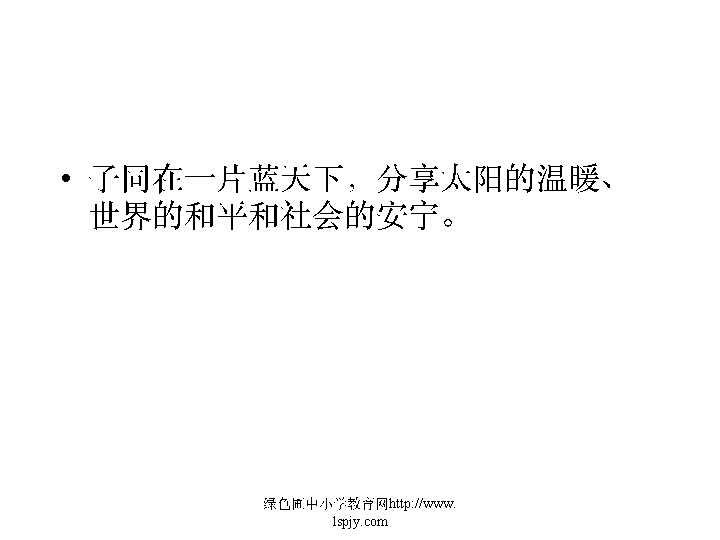 • 子同在一片蓝天下，分享太阳的温暖、
世界的和平和社会的安宁。
绿色圃中小学教育网http: //www.
lspjy. com